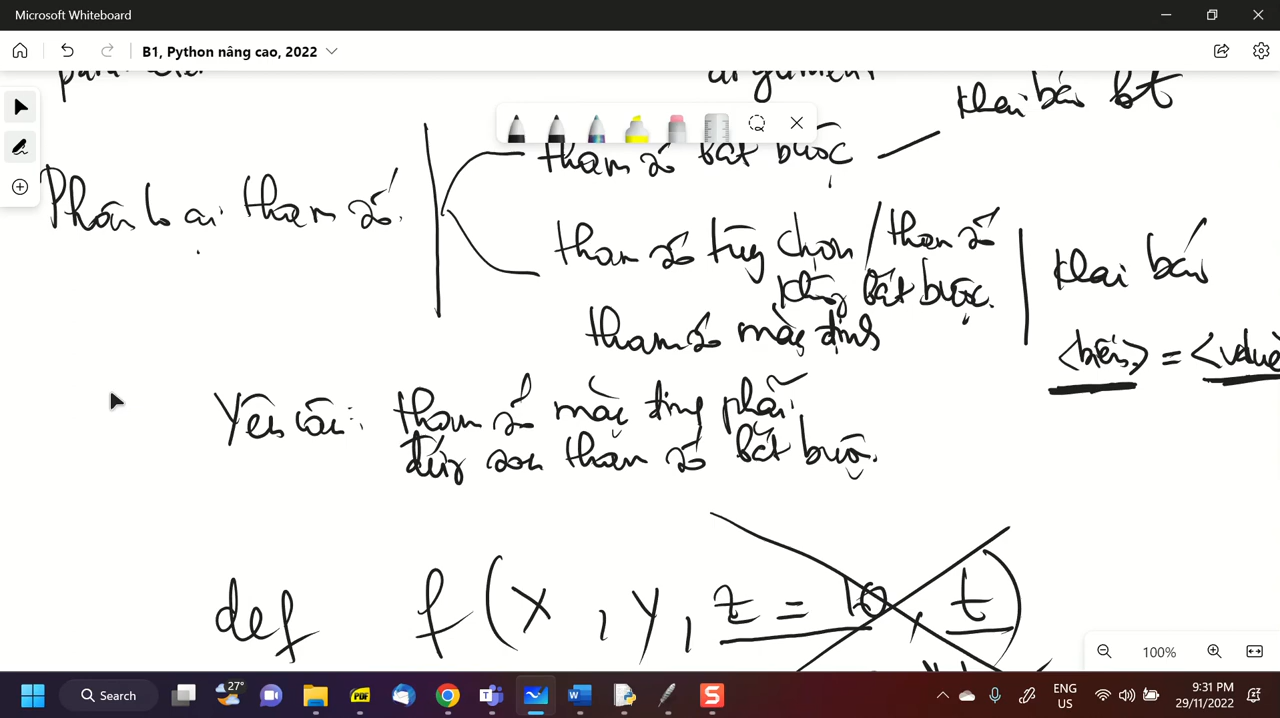 Microsoft Whiteboard
B1, Python nâng cao, 2022
argument
khai báo bt
tham số bắt buộc
Phân loại tham số
tham số tùy chọn / tham số
không bắt buộc.
khai báo
tham số mặc định
<biến> = <value
Yêu cầu: tham số mặc định phải
đứng sau tham số bắt buộc.
def f(x, y, z = 10, t)
100%
27°
Search
ENG
US
9:31 PM
29/11/2022